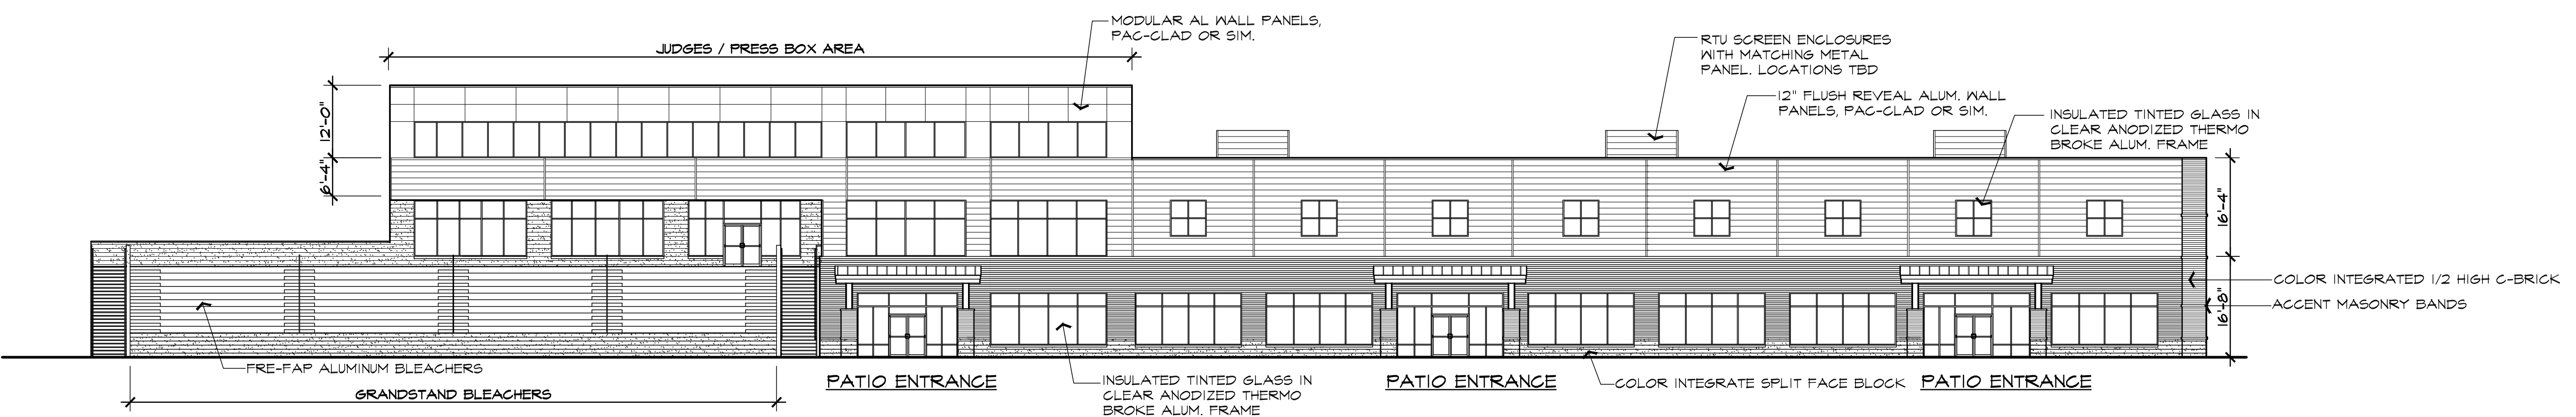 MODULAR AL WALL PANELS,
PAC-CLAD OR SIM.
JUDGES / PRESS BOX AREA
RTU SCREEN ENCLOSURES
WITH MATCHING METAL
PANEL. LOCATIONS TBD
12" FLUSH REVEAL ALUM. WALL
PANELS, PAC-CLAD OR SIM.
INSULATED TINTED GLASS IN
CLEAR ANODIZED THERMO
BROKE ALUM. FRAME
12'-0"
6'-4"
16'-4"
16'-8"
COLOR INTEGRATED 1/2 HIGH C-BRICK
ACCENT MASONRY BANDS
FRE-FAP ALUMINUM BLEACHERS
GRANDSTAND BLEACHERS
PATIO ENTRANCE
INSULATED TINTED GLASS IN
CLEAR ANODIZED THERMO
BROKE ALUM. FRAME
PATIO ENTRANCE
COLOR INTEGRATE SPLIT FACE BLOCK
PATIO ENTRANCE